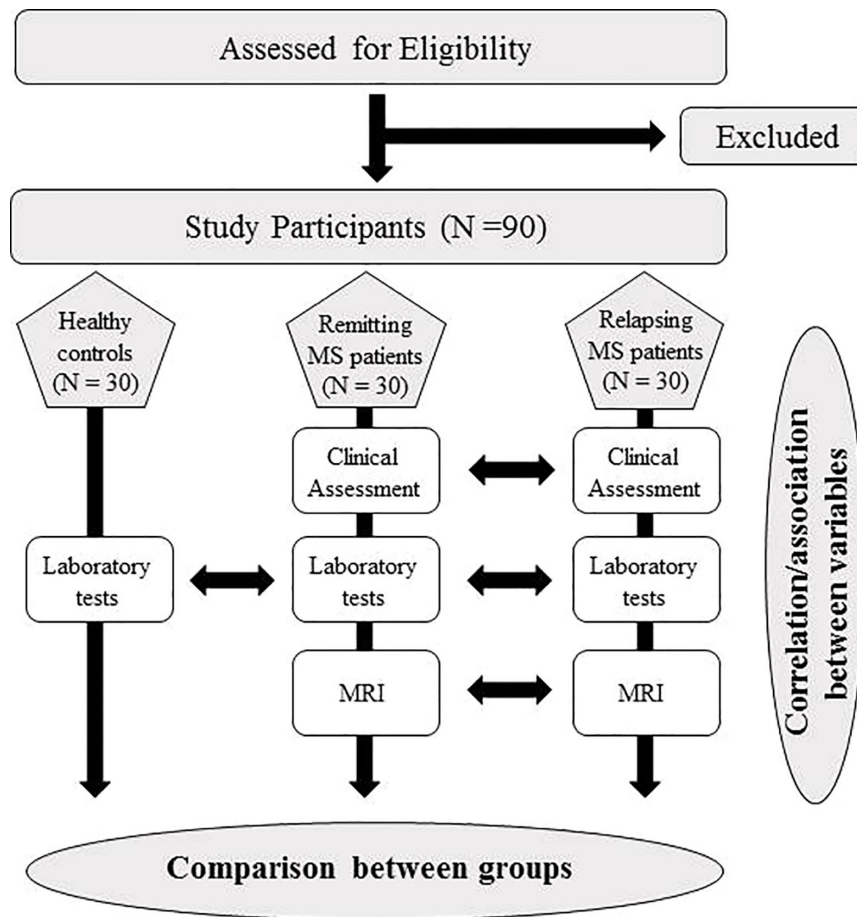 Assessed for Eligibility
Excluded
Study Participants (N =90)
Healthy
controls
(N = 30)
Remitting
MS patients
(N = 30)
Relapsing
MS patients
(N = 30)
Clinical
Assessment
Clinical
Assessment
Laboratory
tests
Laboratory
tests
Laboratory
tests
MRI
MRI
Correlation/association
between variables
Comparison between groups